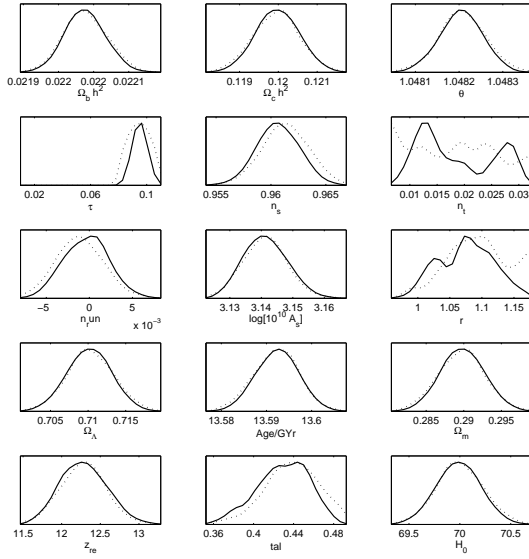 0.0219 0.022 0.022 0.0221
Ω_b h²
0.119 0.12 0.121
Ω_c h²
1.0481 1.0482 1.0483
θ
0.02 0.06 0.1
τ
0.955 0.96 0.965
n_s
0.01 0.015 0.02 0.025 0.03
n_t
−5 0 5
n_run
x 10⁻³
3.13 3.14 3.15 3.16
log[10¹⁰ A_s]
1 1.05 1.1 1.15
r
0.705 0.71 0.715
Ω_Λ
13.58 13.59 13.6
Age/GYr
0.285 0.29 0.295
Ω_m
11.5 12 12.5 13
z_re
0.36 0.4 0.44 0.48
tal
69.5 70 70.5
H_0